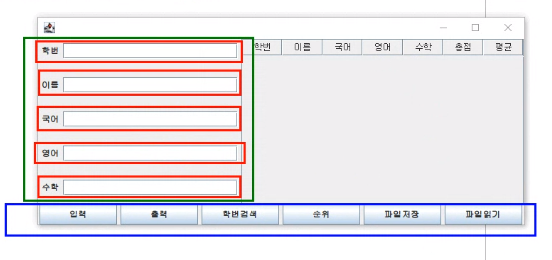 학번 이름 국어 영어 수학 총점 평균
학번
이름
국어
영어
수학
입력 출력 학번검색 순위 파일저장 파일읽기